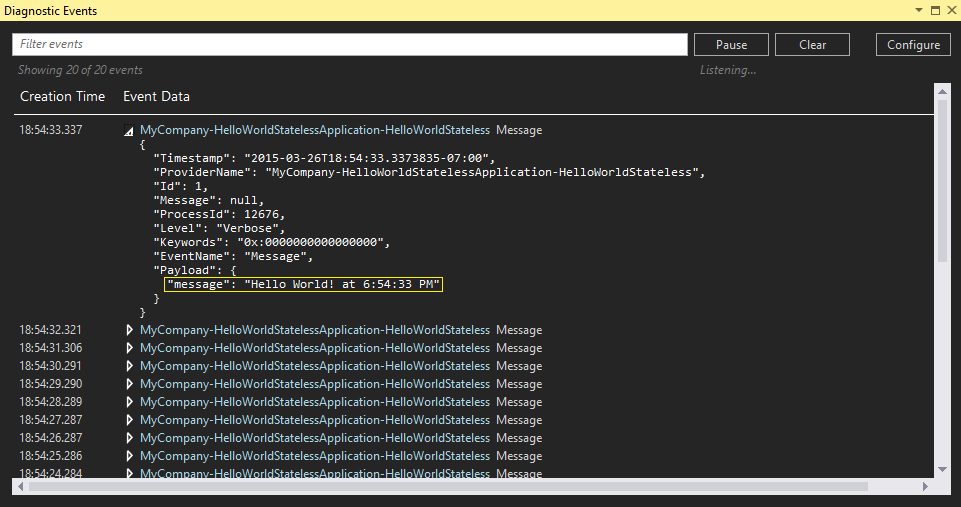 Diagnostic Events
Filter events
Pause
Clear
Configure
Showing 20 of 20 events
Listening...
Creation Time Event Data
18:54:33.337 MyCompany-HelloWorldStatelessApplication-HelloWorldStateless Message
{
"Timestamp": "2015-03-26T18:54:33.3373835-07:00",
"ProviderName": "MyCompany-HelloWorldStatelessApplication-HelloWorldStateless",
"Id": 1,
"Message": null,
"ProcessId": 12676,
"Level": "Verbose",
"Keywords": "0x:0000000000000000",
"EventName": "Message",
"Payload": {
"message": "Hello World! at 6:54:33 PM"
}
}
18:54:32.321 MyCompany-HelloWorldStatelessApplication-HelloWorldStateless Message
18:54:31.306 MyCompany-HelloWorldStatelessApplication-HelloWorldStateless Message
18:54:30.291 MyCompany-HelloWorldStatelessApplication-HelloWorldStateless Message
18:54:29.290 MyCompany-HelloWorldStatelessApplication-HelloWorldStateless Message
18:54:28.289 MyCompany-HelloWorldStatelessApplication-HelloWorldStateless Message
18:54:27.287 MyCompany-HelloWorldStatelessApplication-HelloWorldStateless Message
18:54:26.287 MyCompany-HelloWorldStatelessApplication-HelloWorldStateless Message
18:54:25.286 MyCompany-HelloWorldStatelessApplication-HelloWorldStateless Message
18:54:24.284 MyCompany-HelloWorldStatelessApplication-HelloWorldStateless Message